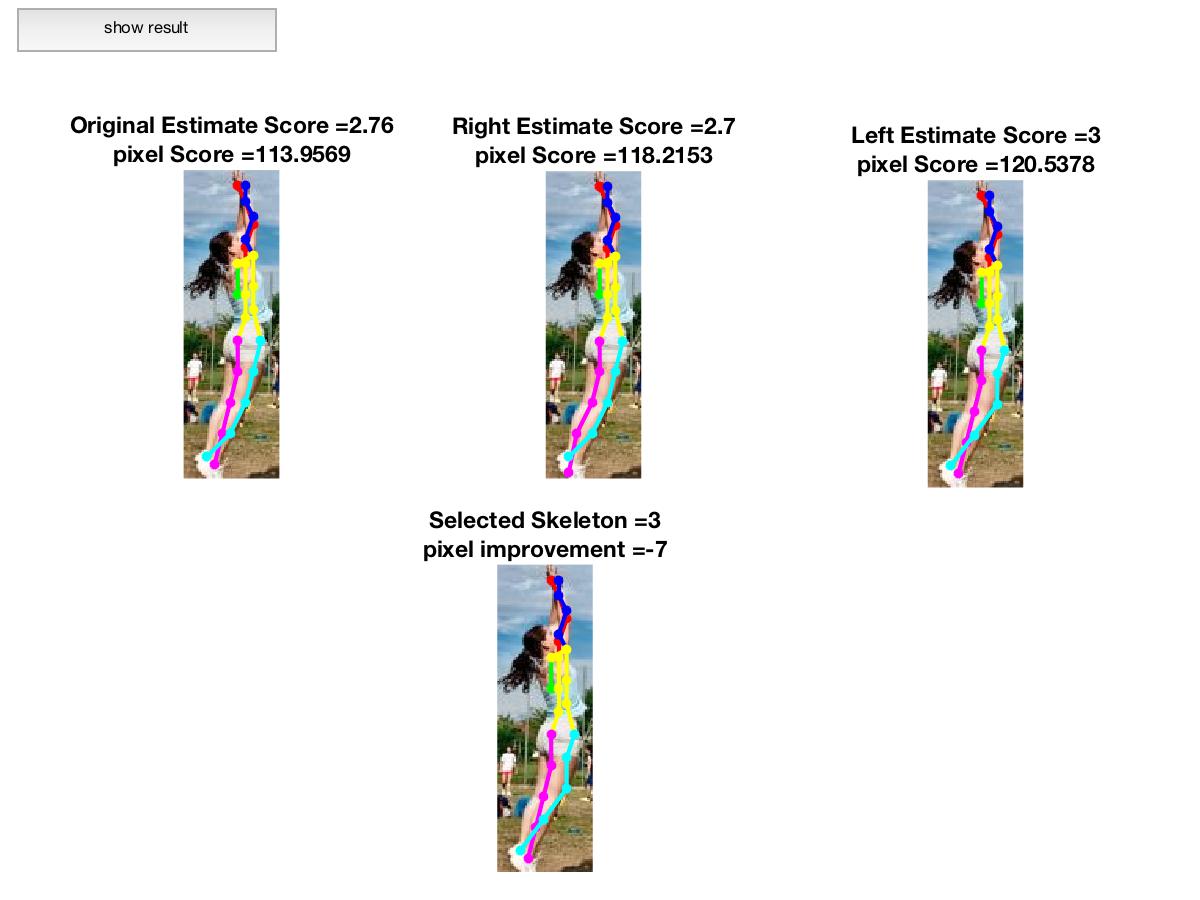 show result
Original Estimate Score =2.76
pixel Score =113.9569
Right Estimate Score =2.7
pixel Score =118.2153
Left Estimate Score =3
pixel Score =120.5378
Selected Skeleton =3
pixel improvement =-7